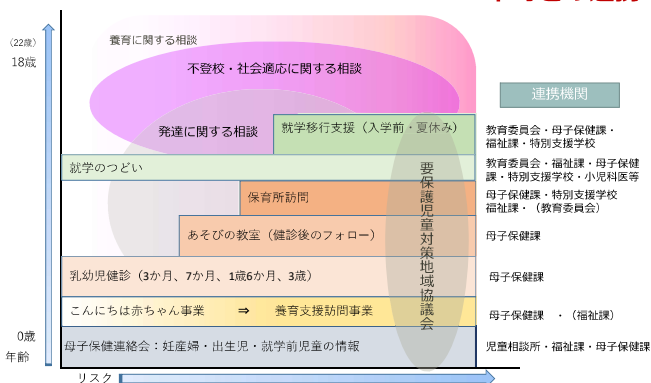 養育に関する相談
（22歳）
18歳
不登校・社会適応に関する相談
連携機関
発達に関する相談
就学移行支援（入学前・夏休み）
教育委員会・母子保健課・
福祉課・特別支援学校
就学のつどい
教育委員会・福祉課・母子保健
課・特別支援学校・小児科医等
要保護児童対策地域協議会
保育所訪問
母子保健課・特別支援学校
福祉課・（教育委員会）
あそびの教室（健診後のフォロー）
母子保健課
乳幼児健診（3か月、7か月、1歳6か月、3歳）
母子保健課
こんにちは赤ちゃん事業 ⇒ 養育支援訪問事業
母子保健課 ・（福祉課）
0歳
年齢
母子保健連絡会：妊産婦・出生児・就学前児童の情報
児童相談所・福祉課・母子保健課
リスク